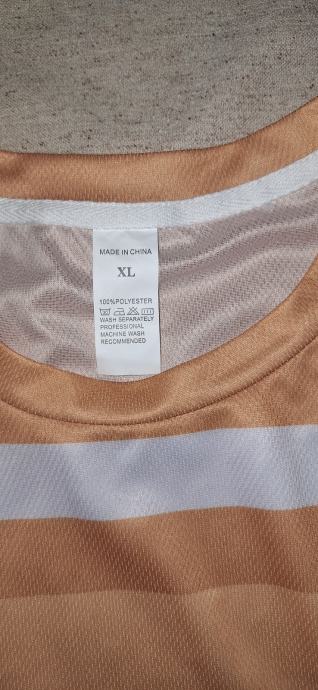 MADE IN CHINA
XL
100%POLYESTER
WASH SEPARATELY
PROFESSIONAL
MACHINE WASH
RECOMMENDED